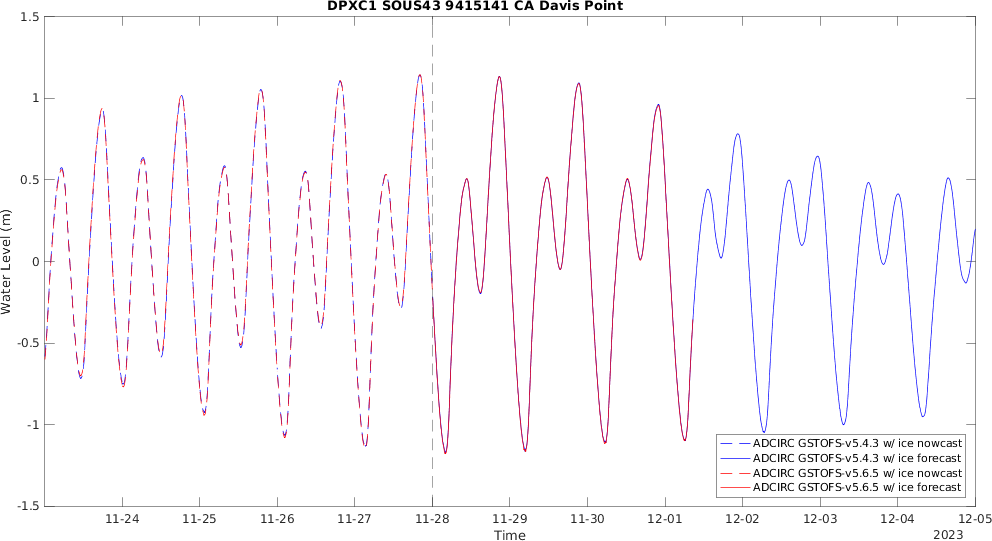 DPXC1 SOUS43 9415141 CA Davis Point
1.5
1
0.5
0
-0.5
-1
-1.5
Water Level (m)
11-24 11-25 11-26 11-27 11-28 11-29 11-30 12-01 12-02 12-03 12-04 12-05
Time
2023
ADCIRC GSTOFS-v5.4.3 w/ ice nowcast
ADCIRC GSTOFS-v5.4.3 w/ ice forecast
ADCIRC GSTOFS-v5.6.5 w/ ice nowcast
ADCIRC GSTOFS-v5.6.5 w/ ice forecast